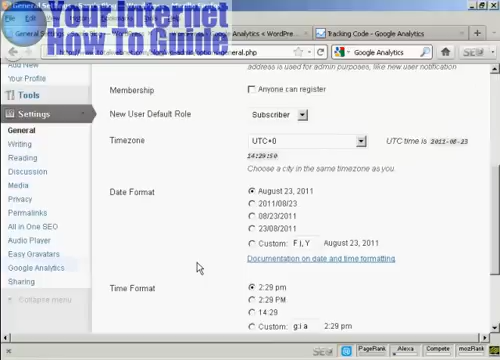 Your Internet
How To Guide
Google Analytics ‹ WordPre...
Tracking Code - Google Analytics
general.php
Google Analytics
Add New
Your Profile
Tools
Settings
General
Writing
Reading
Discussion
Media
Privacy
Permalinks
All in One SEO
Audio Player
Easy Gravatars
Google Analytics
Sharing
Collapse menu
address is used for admin purposes, like new user notification
Membership
Anyone can register
New User Default Role
Subscriber
Timezone
UTC+0
UTC time is 2011-08-23
14:29:50
Choose a city in the same timezone as you.
Date Format
August 23, 2011
2011/08/23
08/23/2011
23/08/2011
Custom: F j, Y August 23, 2011
Documentation on date and time formatting.
Time Format
2:29 pm
2:29 PM
14:29
Custom: g:i a 2:29 pm
PageRank
Alexa
mozRank